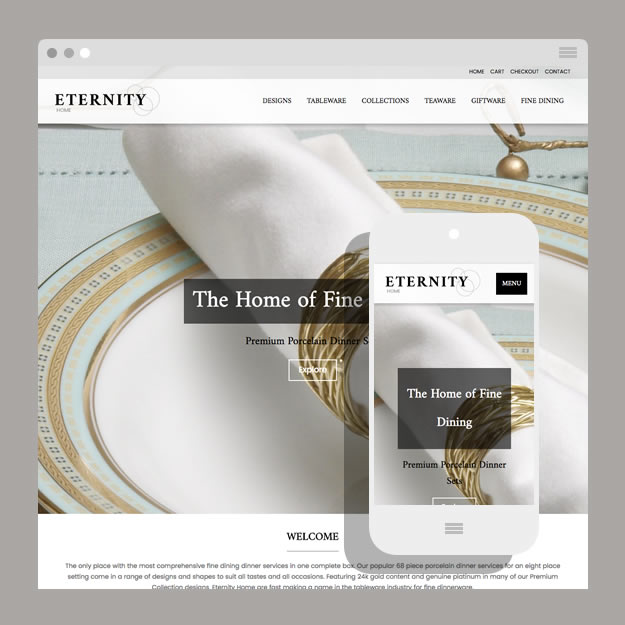 HOME CART CHECKOUT CONTACT
ETERNITY
HOME
DESIGNS TABLEWARE COLLECTIONS TEAWARE GIFTWARE FINE DINING
The Home of Fine
Premium Porcelain Dinner S
Explore
ETERNITY
HOME
MENU
The Home of Fine
Dining
Premium Porcelain Dinner
Sets
WELCOME
The only place with the most comprehensive fine dining dinner services in one complete box. Our popular 68 piece porcelain dinner services for an eight place
setting come in a range of designs and shapes to suit all tastes and all occasions. Featuring 24k gold content and genuine platinum in many of our Premium
Collection designs, Eternity Home are fast making a name in the tableware industry for fine dinnerware.